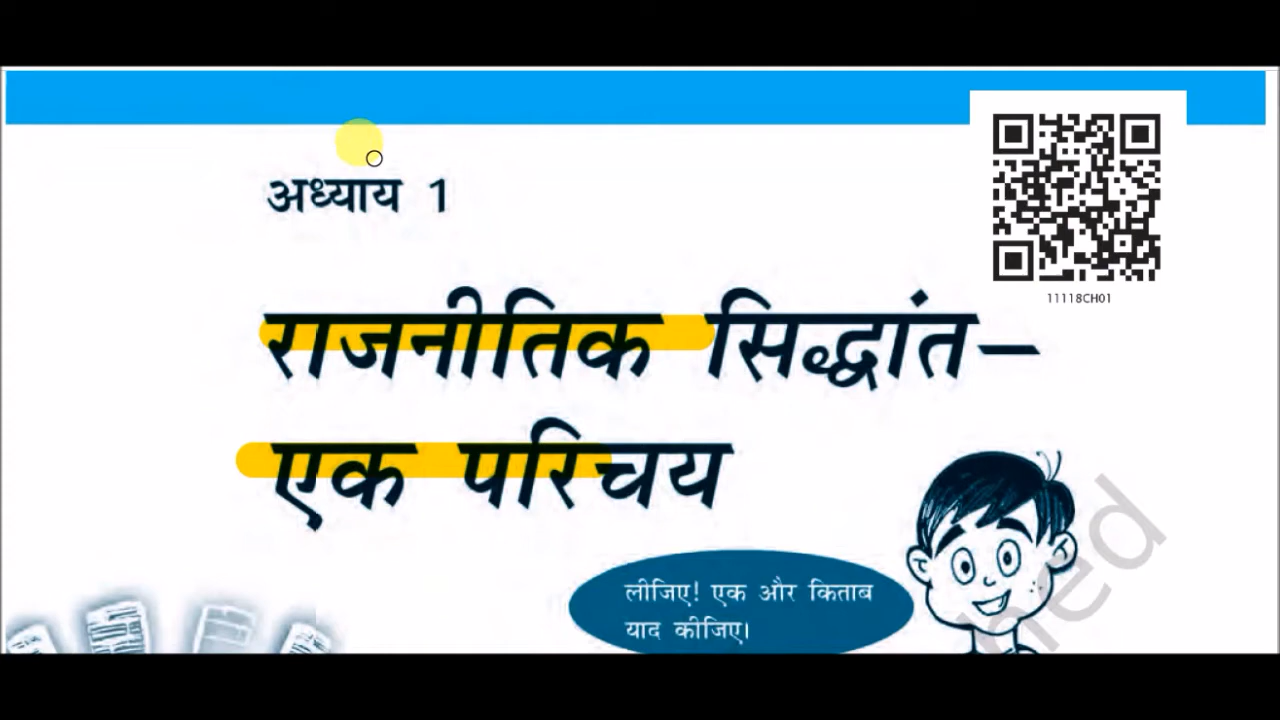 अध्याय 1
11118CH01
राजनीतिक सिद्धांत–
एक परिचय
लीजिए! एक और किताब
याद कीजिए।